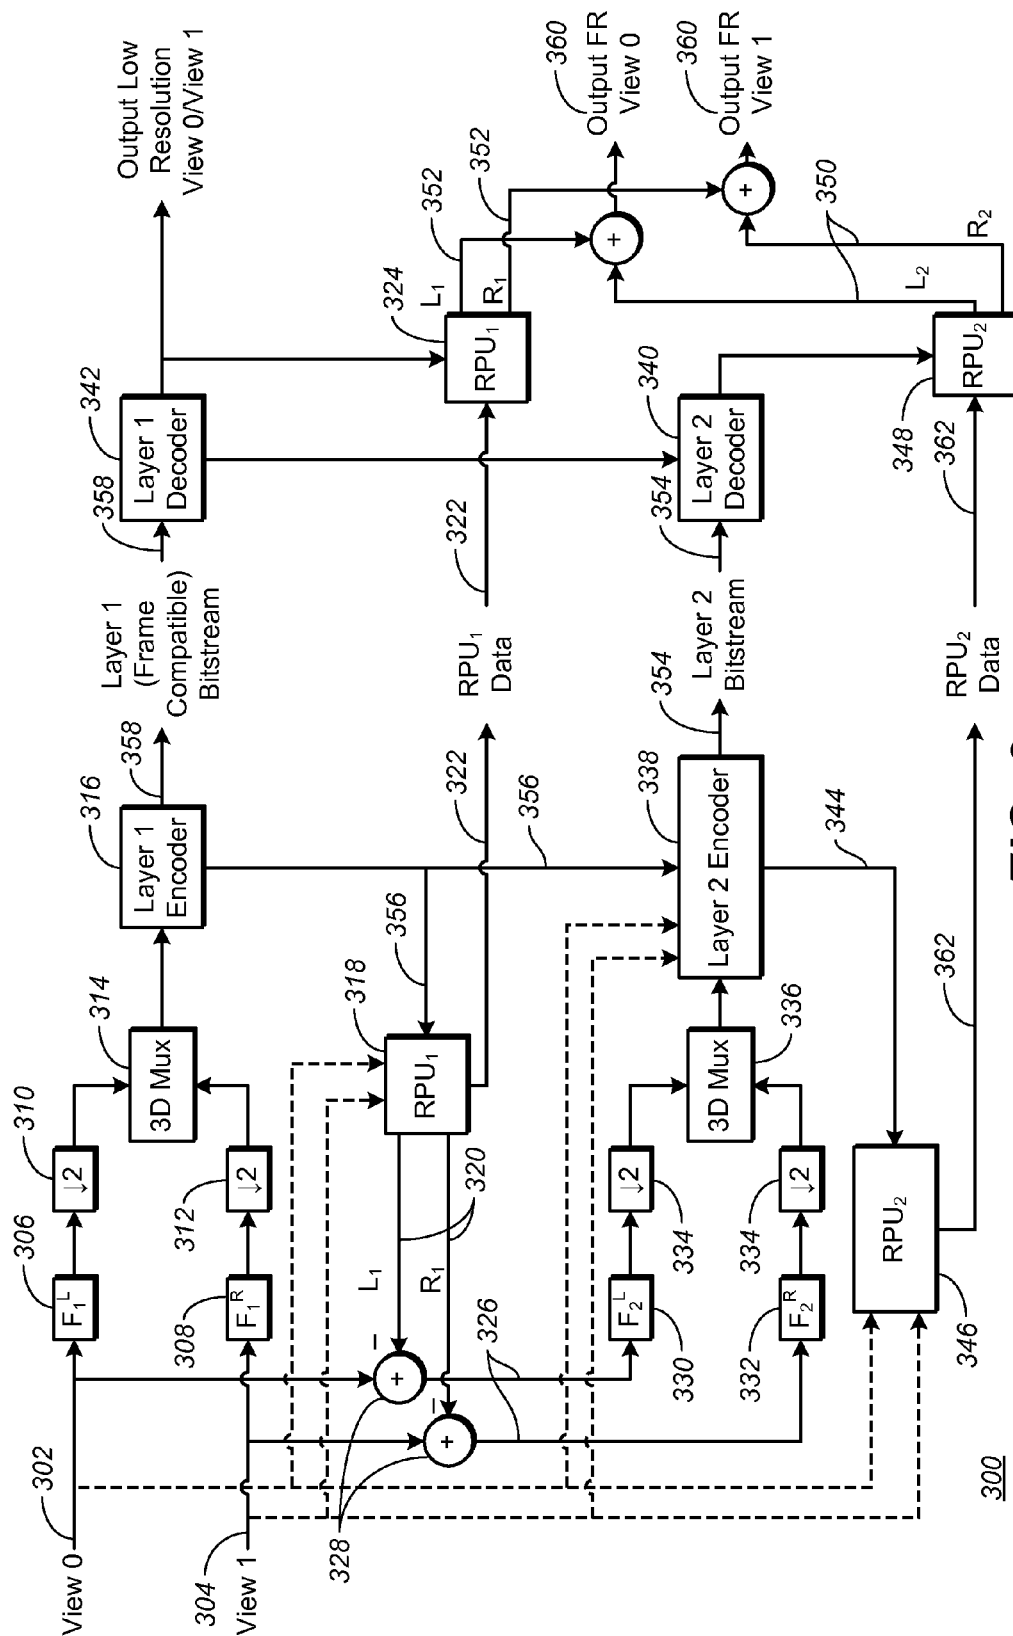 View 0
302
306
F₁ᴸ
310
↓2
314
3D Mux
316
Layer 1
Encoder
358
Layer 1
(Frame
Compatible)
Bitstream
358
342
Layer 1
Decoder
Output Low
Resolution
View 0/View 1
304
View 1
308
F₁ᴿ
312
↓2
328
L₁
R₁
−
−
+
+
320
326
318
RPU₁
356
356
322
RPU₁
Data
322
324
RPU₁
L₁
R₁
352
352
+
+
360
Output FR
View 0
360
Output FR
View 1
330
F₂ᴸ
334
↓2
332
F₂ᴿ
334
↓2
336
3D Mux
338
Layer 2 Encoder
354
Layer 2
Bitstream
354
340
Layer 2
Decoder
344
346
RPU₂
362
RPU₂
Data
362
348
RPU₂
L₂
R₂
350
300